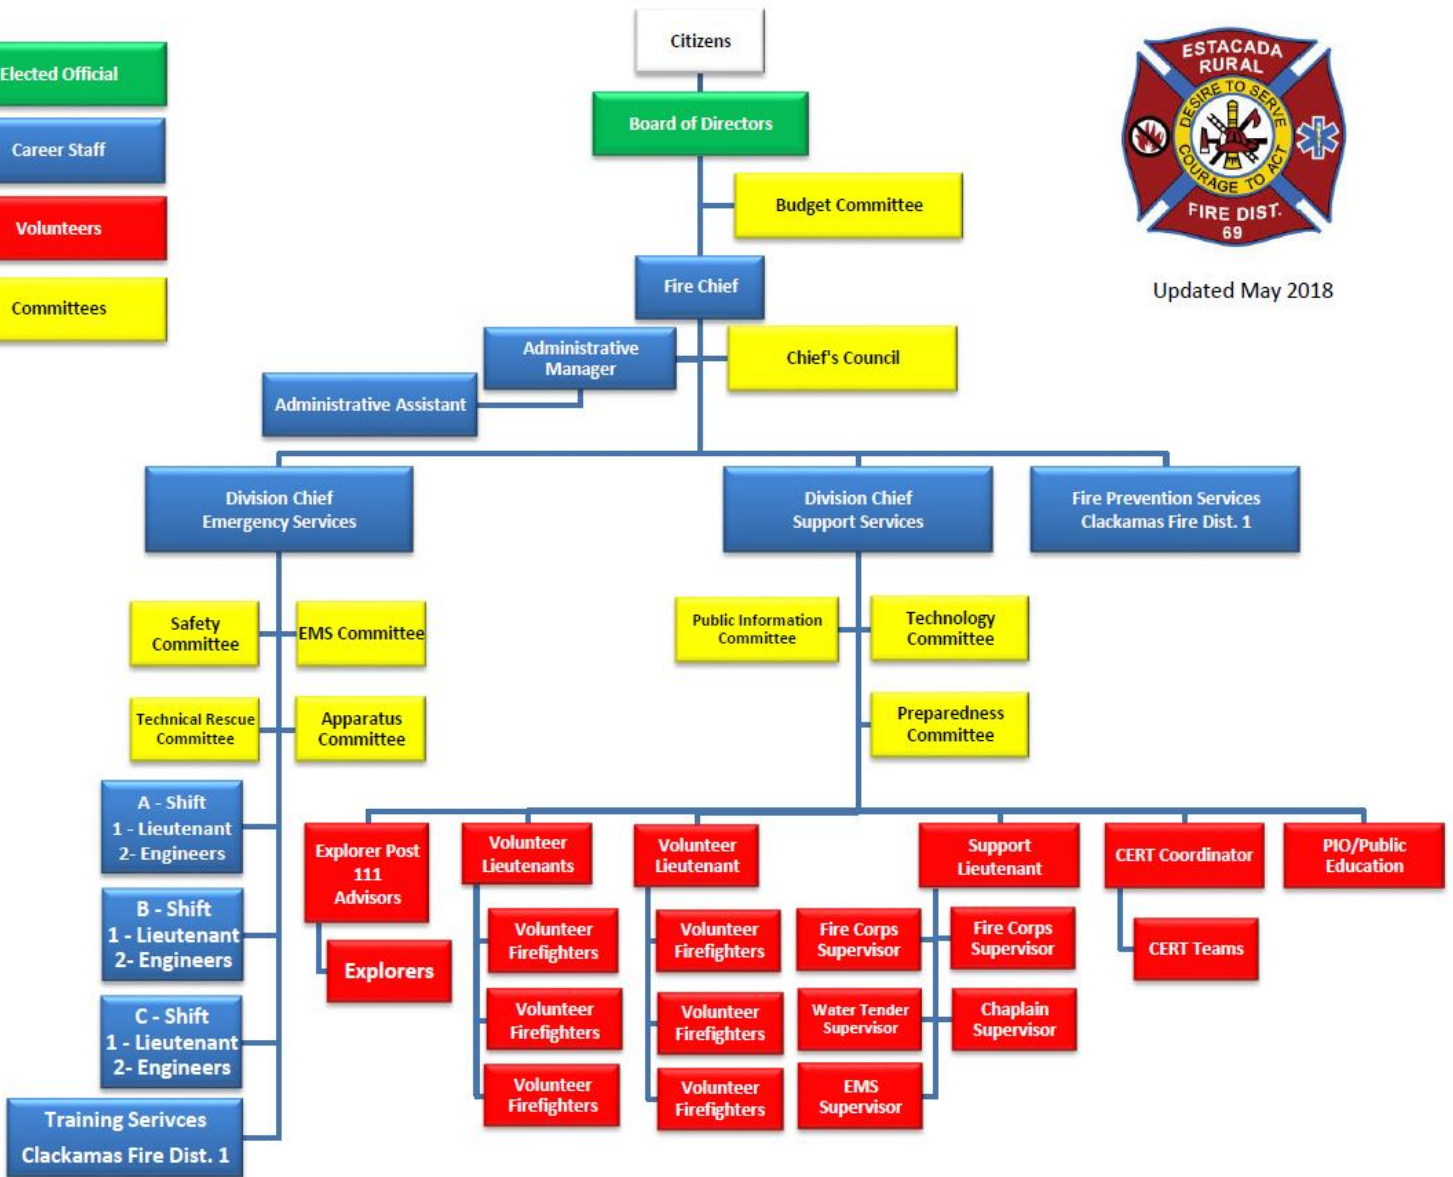 Citizens
ESTACADA
RURAL
DESIRE TO SERVE
COURAGE TO ACT
FIRE DIST.
69
Updated May 2018
Elected Official
Career Staff
Volunteers
Committees
Board of Directors
Budget Committee
Fire Chief
Administrative
Manager
Chief's Council
Administrative Assistant
Division Chief
Emergency Services
Division Chief
Support Services
Fire Prevention Services
Clackamas Fire Dist. 1
Safety
Committee
EMS Committee
Technical Rescue
Committee
Apparatus
Committee
Public Information
Committee
Technology
Committee
Preparedness
Committee
A - Shift
1 - Lieutenant
2- Engineers
B - Shift
1 - Lieutenant
2- Engineers
C - Shift
1 - Lieutenant
2- Engineers
Training Serivces
Clackamas Fire Dist. 1
Explorer Post
111
Advisors
Explorers
Volunteer
Lieutenants
Volunteer
Firefighters
Volunteer
Firefighters
Volunteer
Firefighters
Volunteer
Lieutenant
Volunteer
Firefighters
Volunteer
Firefighters
Volunteer
Firefighters
Support
Lieutenant
Fire Corps
Supervisor
Fire Corps
Supervisor
Water Tender
Supervisor
Chaplain
Supervisor
EMS
Supervisor
CERT Coordinator
CERT Teams
PIO/Public
Education